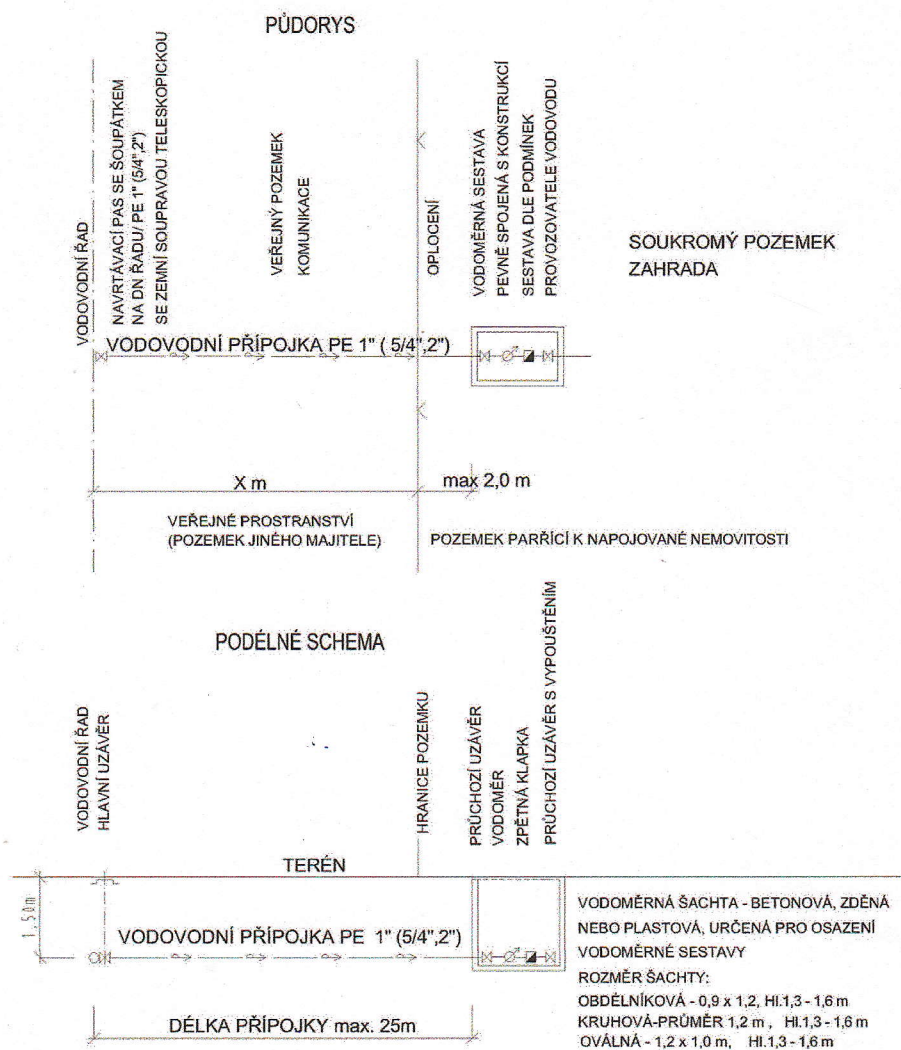 PŮDORYS
VODOVODNÍ ŘAD
NAVRTÁVACÍ PAS SE ŠOUPÁTKEM
NA DN ŘADU/ PE 1" (5/4",2")
SE ZEMNÍ SOUPRAVOU TELESKOPICKOU
VEŘEJNÝ POZEMEK
KOMUNIKACE
OPLOCENÍ
VODOMĚRNÁ SESTAVA
PEVNĚ SPOJENÁ S KONSTRUKCÍ
SESTAVA DLE PODMÍNEK
PROVOZOVATELE VODOVODU
SOUKROMÝ POZEMEK
ZAHRADA
VODOVODNÍ PŘÍPOJKA PE 1" ( 5/4",2")
X m
max 2,0 m
VEŘEJNÉ PROSTRANSTVÍ
(POZEMEK JINÉHO MAJITELE)
POZEMEK PARŘÍCÍ K NAPOJOVANÉ NEMOVITOSTI
PODÉLNÉ SCHEMA
VODOVODNÍ ŘAD
HLAVNÍ UZÁVĚR
HRANICE POZEMKU
PRŮCHOZÍ UZÁVĚR
VODOMĚR
ZPĚTNÁ KLAPKA
PRŮCHOZÍ UZÁVĚR S VYPOUŠTĚNÍM
TERÉN
1,50m
VODOVODNÍ PŘÍPOJKA PE 1" (5/4",2")
DÉLKA PŘÍPOJKY max. 25m
VODOMĚRNÁ ŠACHTA - BETONOVÁ, ZDĚNÁ
NEBO PLASTOVÁ, URČENÁ PRO OSAZENÍ
VODOMĚRNÉ SESTAVY
ROZMĚR ŠACHTY:
OBDÉLNÍKOVÁ - 0,9 x 1,2, Hl.1,3 - 1,6 m
KRUHOVÁ-PRŮMĚR 1,2 m , Hl.1,3 - 1,6 m
OVÁLNÁ - 1,2 x 1,0 m, Hl.1,3 - 1,6 m